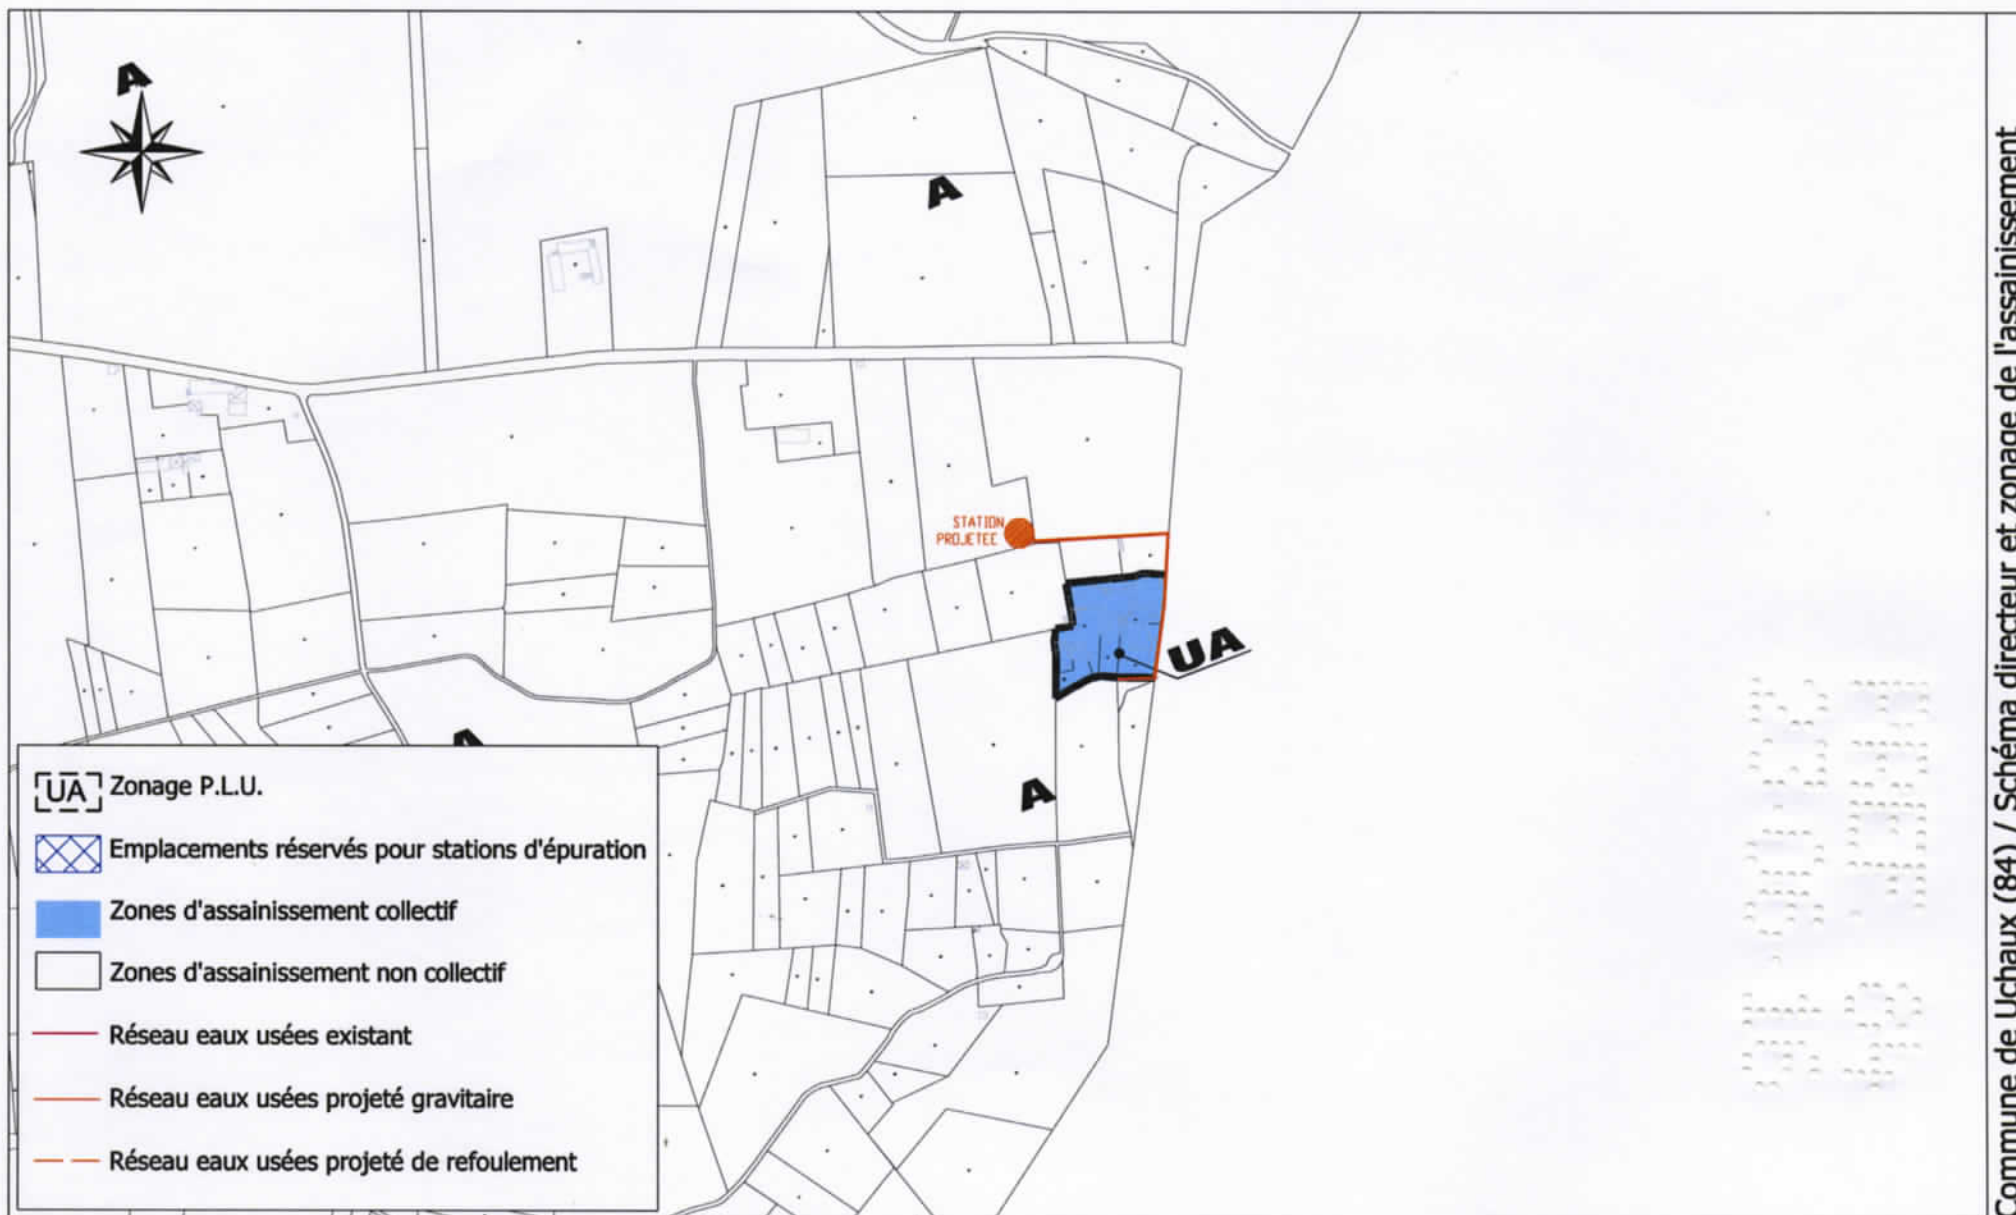 A
A
STATION
PROJETEE
UA
A
A
UA Zonage P.L.U.
Emplacements réservés pour stations d'épuration
Zones d'assainissement collectif
Zones d'assainissement non collectif
Réseau eaux usées existant
Réseau eaux usées projeté gravitaire
Réseau eaux usées projeté de refoulement
Commune de Uchaux (84) / Schéma directeur et zonage de l'assainissement